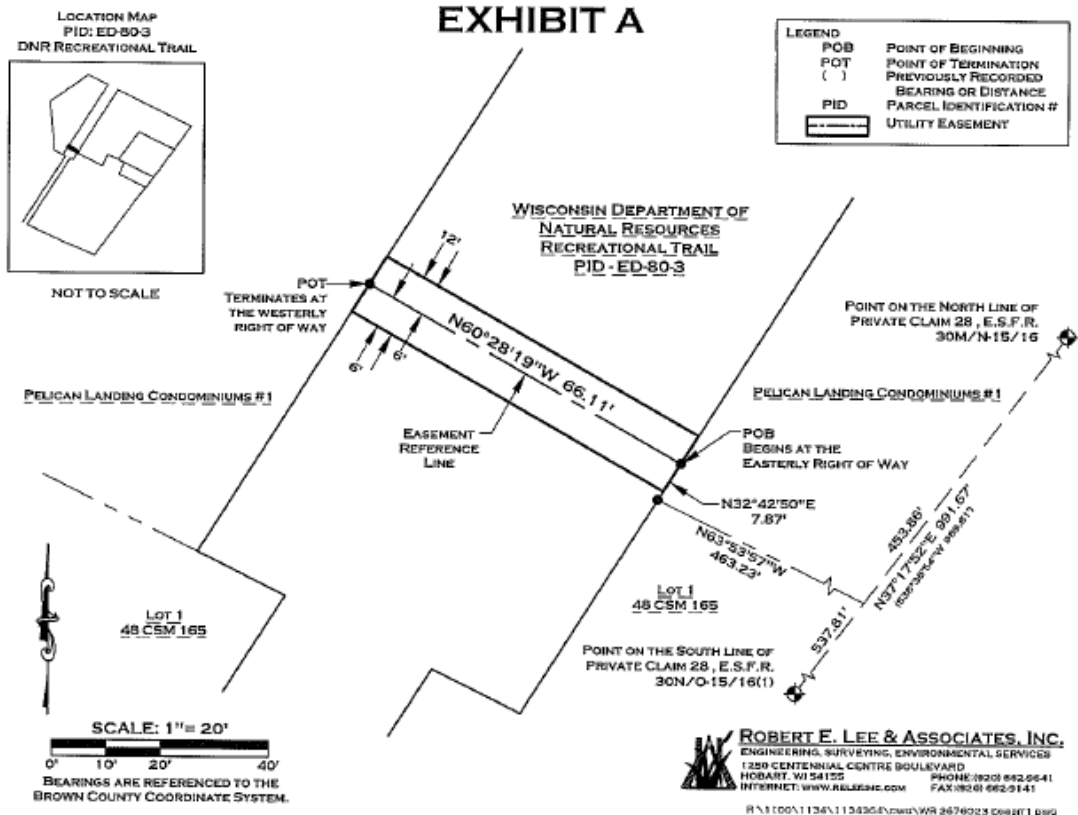 EXHIBIT A
LOCATION MAP
PID: ED-80-3
DNR RECREATIONAL TRAIL
NOT TO SCALE
LEGEND
POB POINT OF BEGINNING
POT POINT OF TERMINATION
( ) PREVIOUSLY RECORDED
BEARING OR DISTANCE
PID PARCEL IDENTIFICATION #
UTILITY EASEMENT
WISCONSIN DEPARTMENT OF
NATURAL RESOURCES
RECREATIONAL TRAIL
PID - ED-80-3
12'
POT
TERMINATES AT
THE WESTERLY
RIGHT OF WAY
N60°28'19"W 66.11'
6'
6'
POINT ON THE NORTH LINE OF
PRIVATE CLAIM 28, E.S.F.R.
30M/N-15/16
PELICAN LANDING CONDOMINIUMS #1
PELICAN LANDING CONDOMINIUMS #1
EASEMENT
REFERENCE
LINE
POB
BEGINS AT THE
EASTERLY RIGHT OF WAY
N32°42'50"E
7.87'
N63°53'57"W
463.23'
453.86'
N37°17'52"E 991.67'
537.81'
LOT 1
48 CSM 165
LOT 1
48 CSM 165
POINT ON THE SOUTH LINE OF
PRIVATE CLAIM 28, E.S.F.R.
30N/O-15/16(1)
SCALE: 1"= 20'
0' 10' 20' 40'
BEARINGS ARE REFERENCED TO THE
BROWN COUNTY COORDINATE SYSTEM.
ROBERT E. LEE & ASSOCIATES, INC.
ENGINEERING, SURVEYING, ENVIRONMENTAL SERVICES
1250 CENTENNIAL CENTRE BOULEVARD
HOBART, WI 54155 PHONE:(920) 662-9641
INTERNET: WWW.RELEEINC.COM FAX:(920) 662-9141